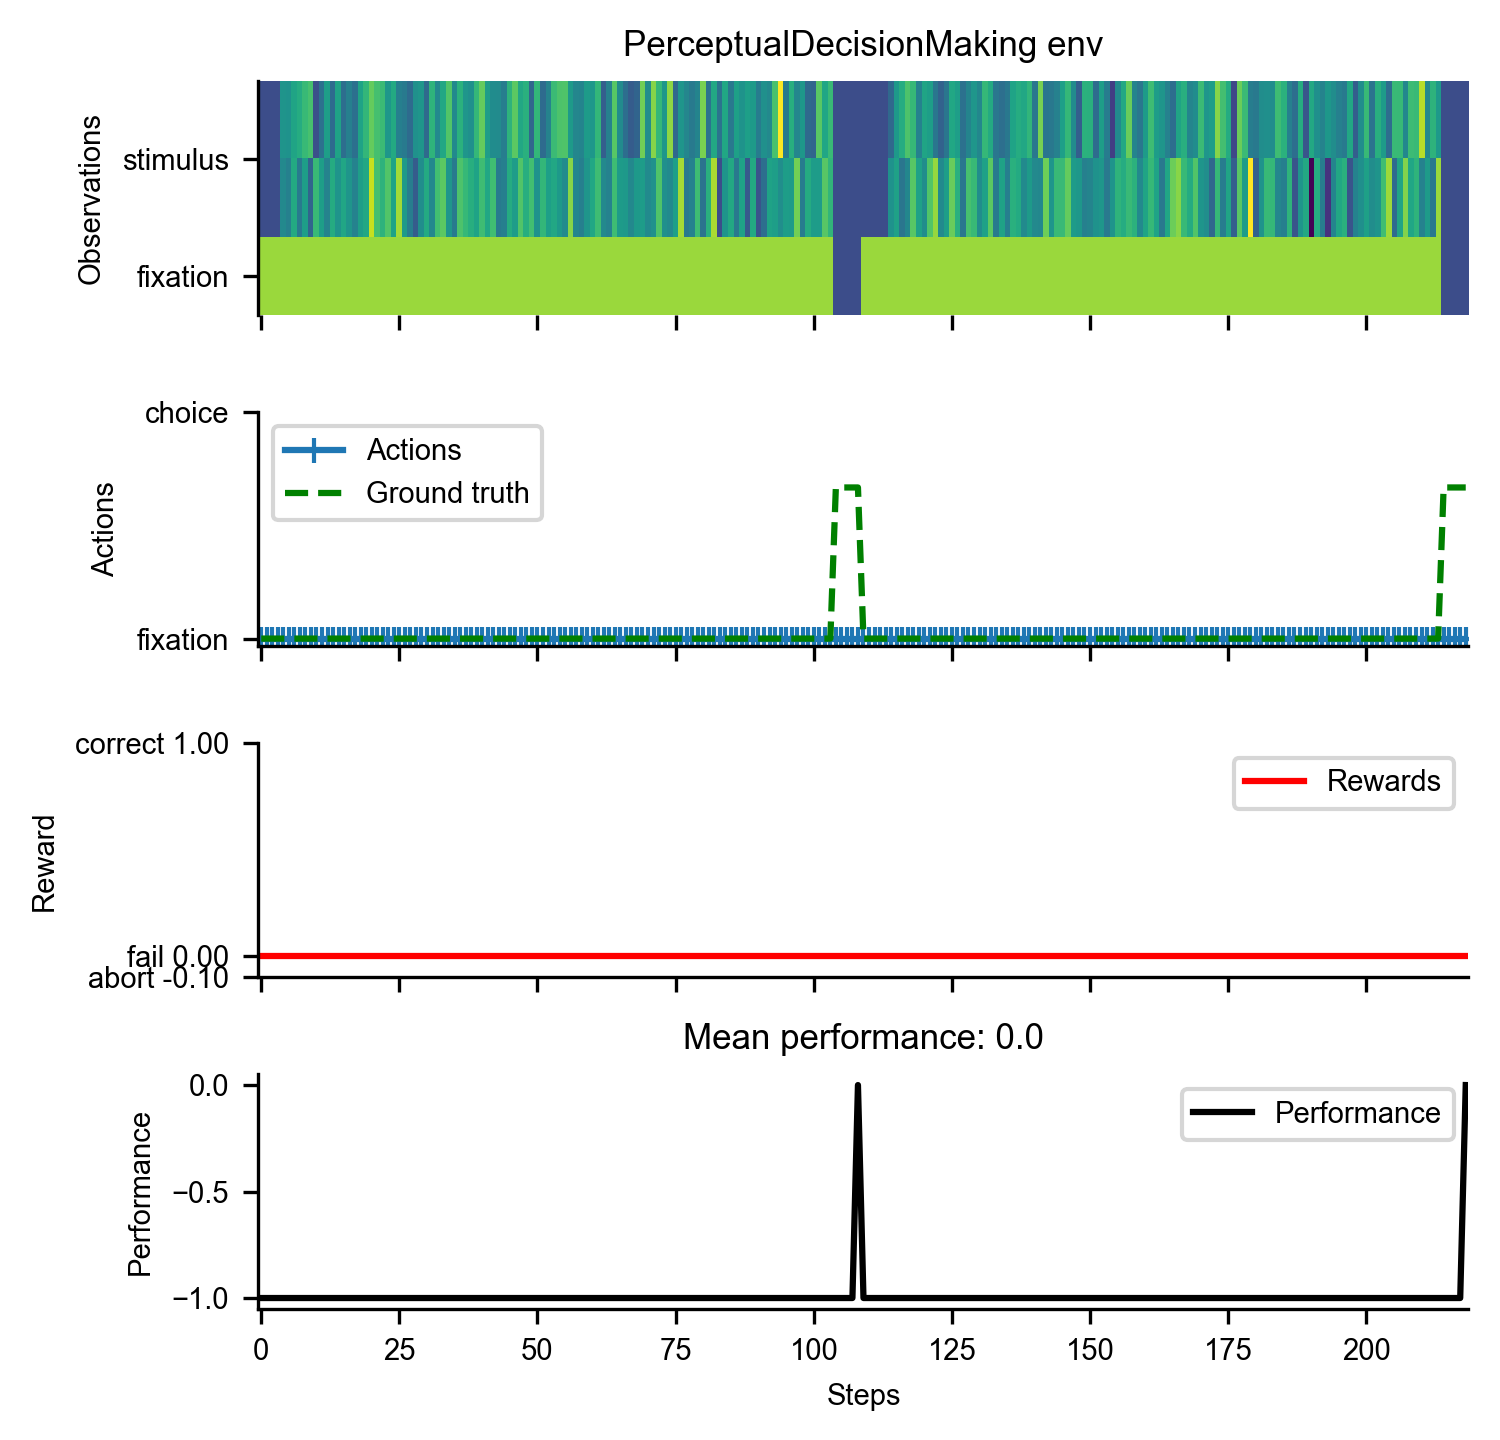 PerceptualDecisionMaking env
Observations
stimulus
fixation
Actions
choice
fixation
Actions
Ground truth
Reward
correct 1.00
fail 0.00
abort -0.10
Rewards
Mean performance: 0.0
Performance
0.0
−0.5
−1.0
Performance
0 25 50 75 100 125 150 175 200
Steps